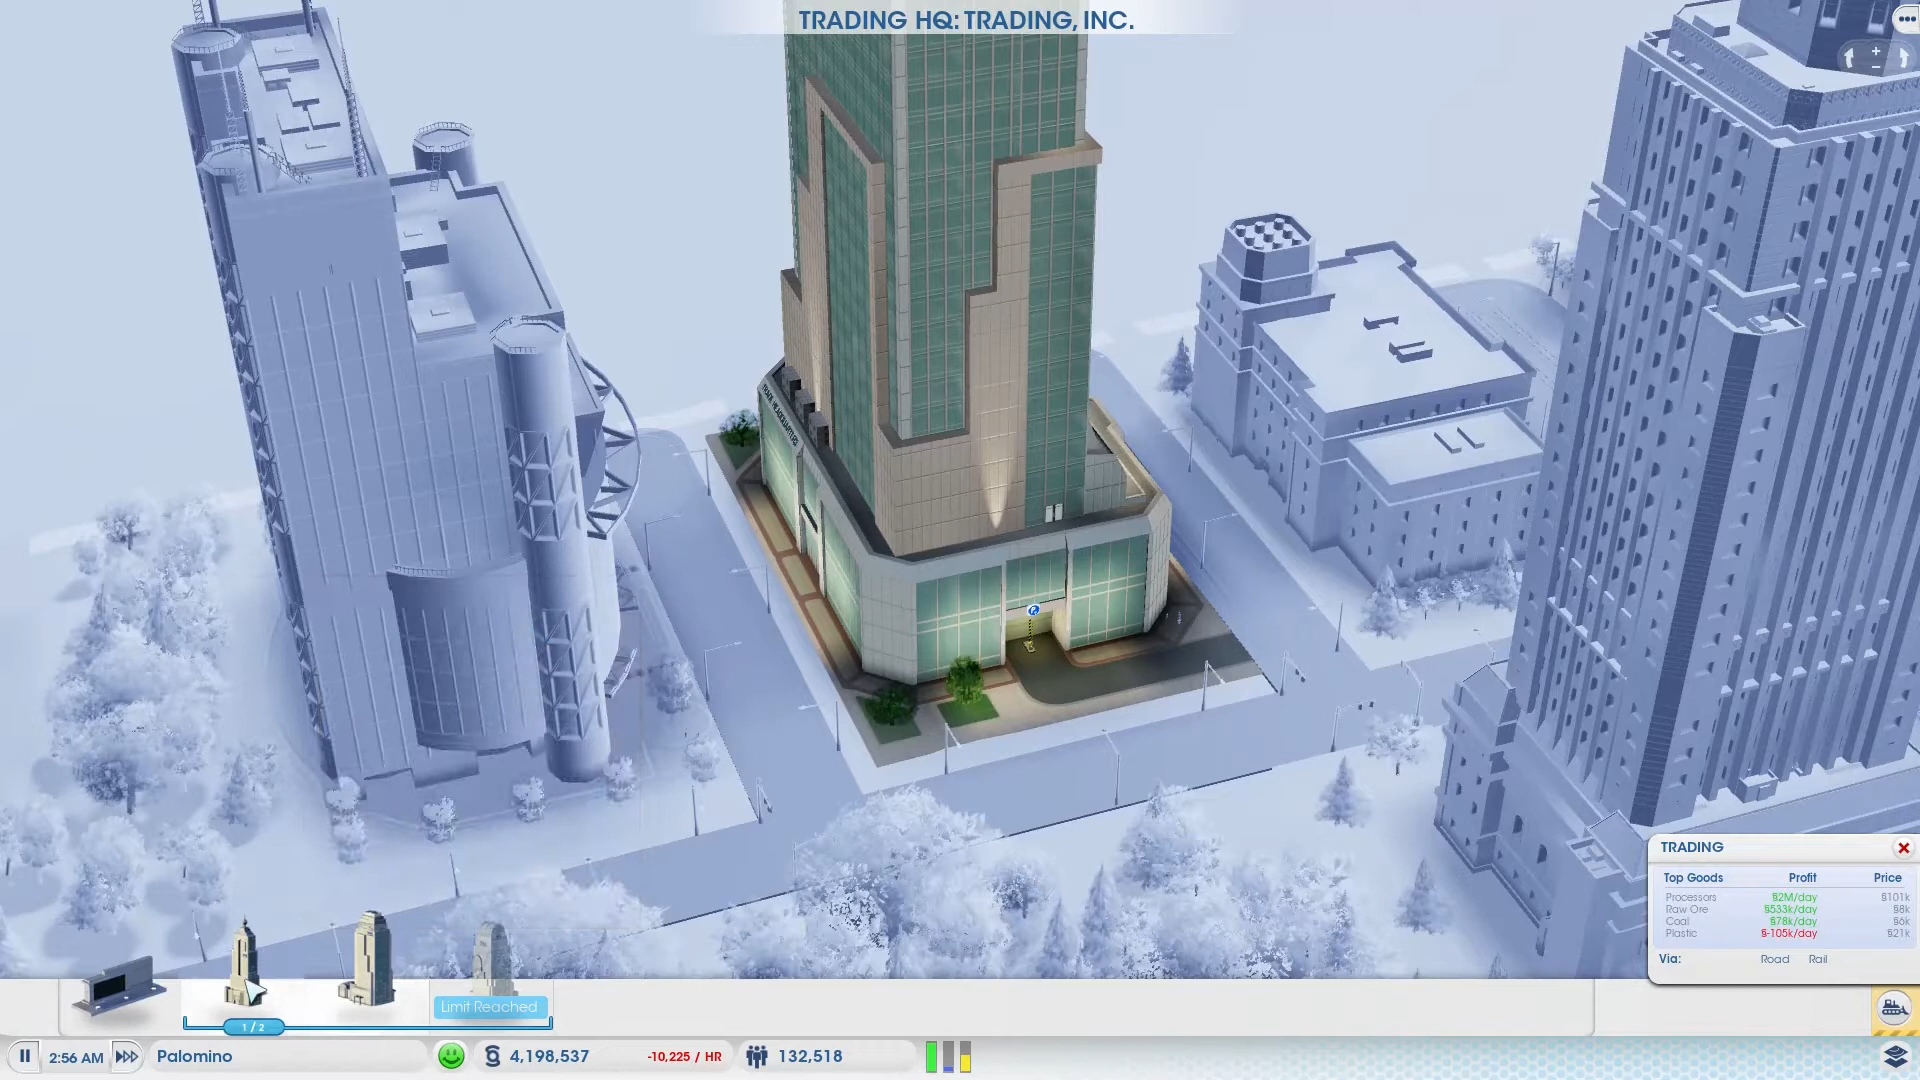 TRADING HQ: TRADING, INC.
TRADE HEADQUARTERS
TRADING
Top Goods Profit Price
Processors §2M/day §101k
Raw Ore §533k/day §8k
Coal §78k/day §6k
Plastic §-105k/day §21k
Via: Road Rail
Limit Reached
1 / 2
2:56 AM Palomino 4,198,537 -10,225 / HR 132,518